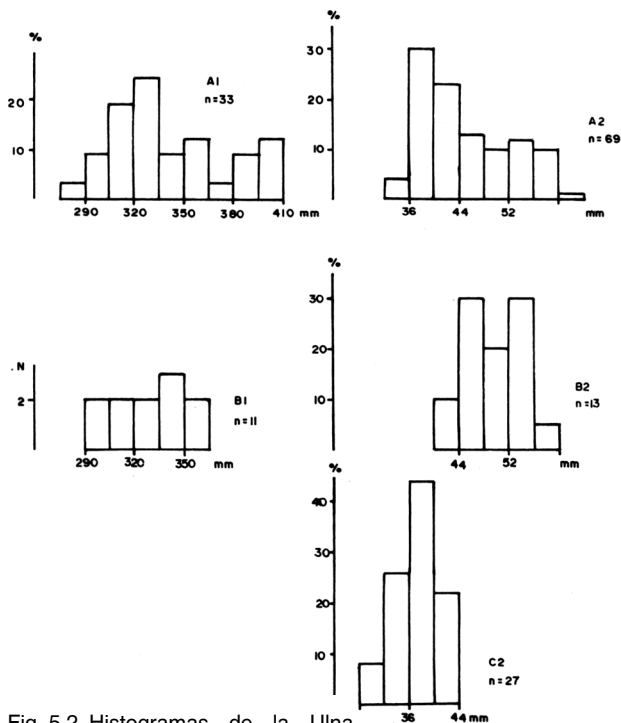 %
A1
n=33
20
10
290 320 350 380 410 mm
%
30
20
10
A2
n=69
36 44 52 mm
.N
2
B1
n=11
290 320 350 mm
%
30
20
10
B2
n=13
44 52 mm
%
40
30
20
10
C2
n=27
36 44 mm
Fig 5.2 Histogramas de la Ulna